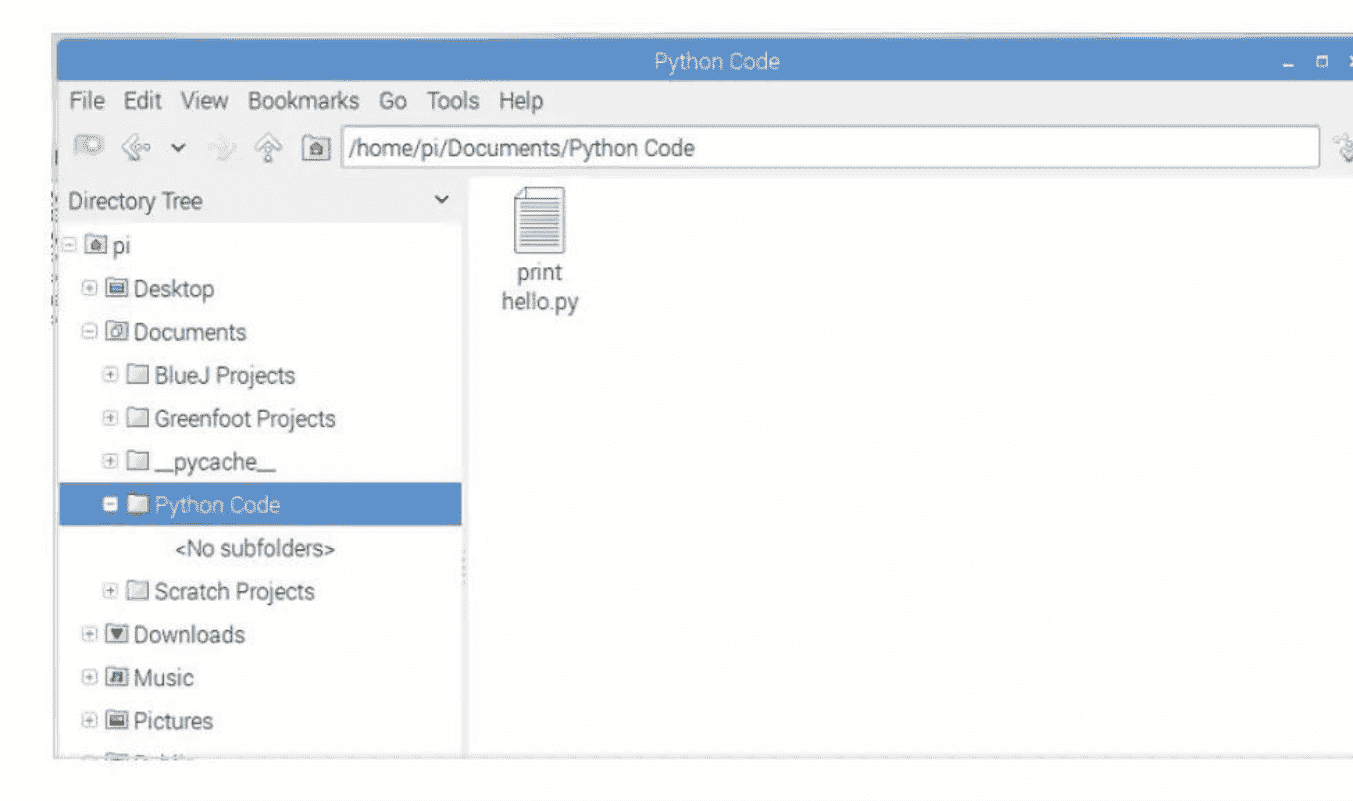 Python Code
File Edit View Bookmarks Go Tools Help
/home/pi/Documents/Python Code
Directory Tree
pi
Desktop
Documents
BlueJ Projects
Greenfoot Projects
__pycache__
Python Code
<No subfolders>
Scratch Projects
Downloads
Music
Pictures
print
hello.py